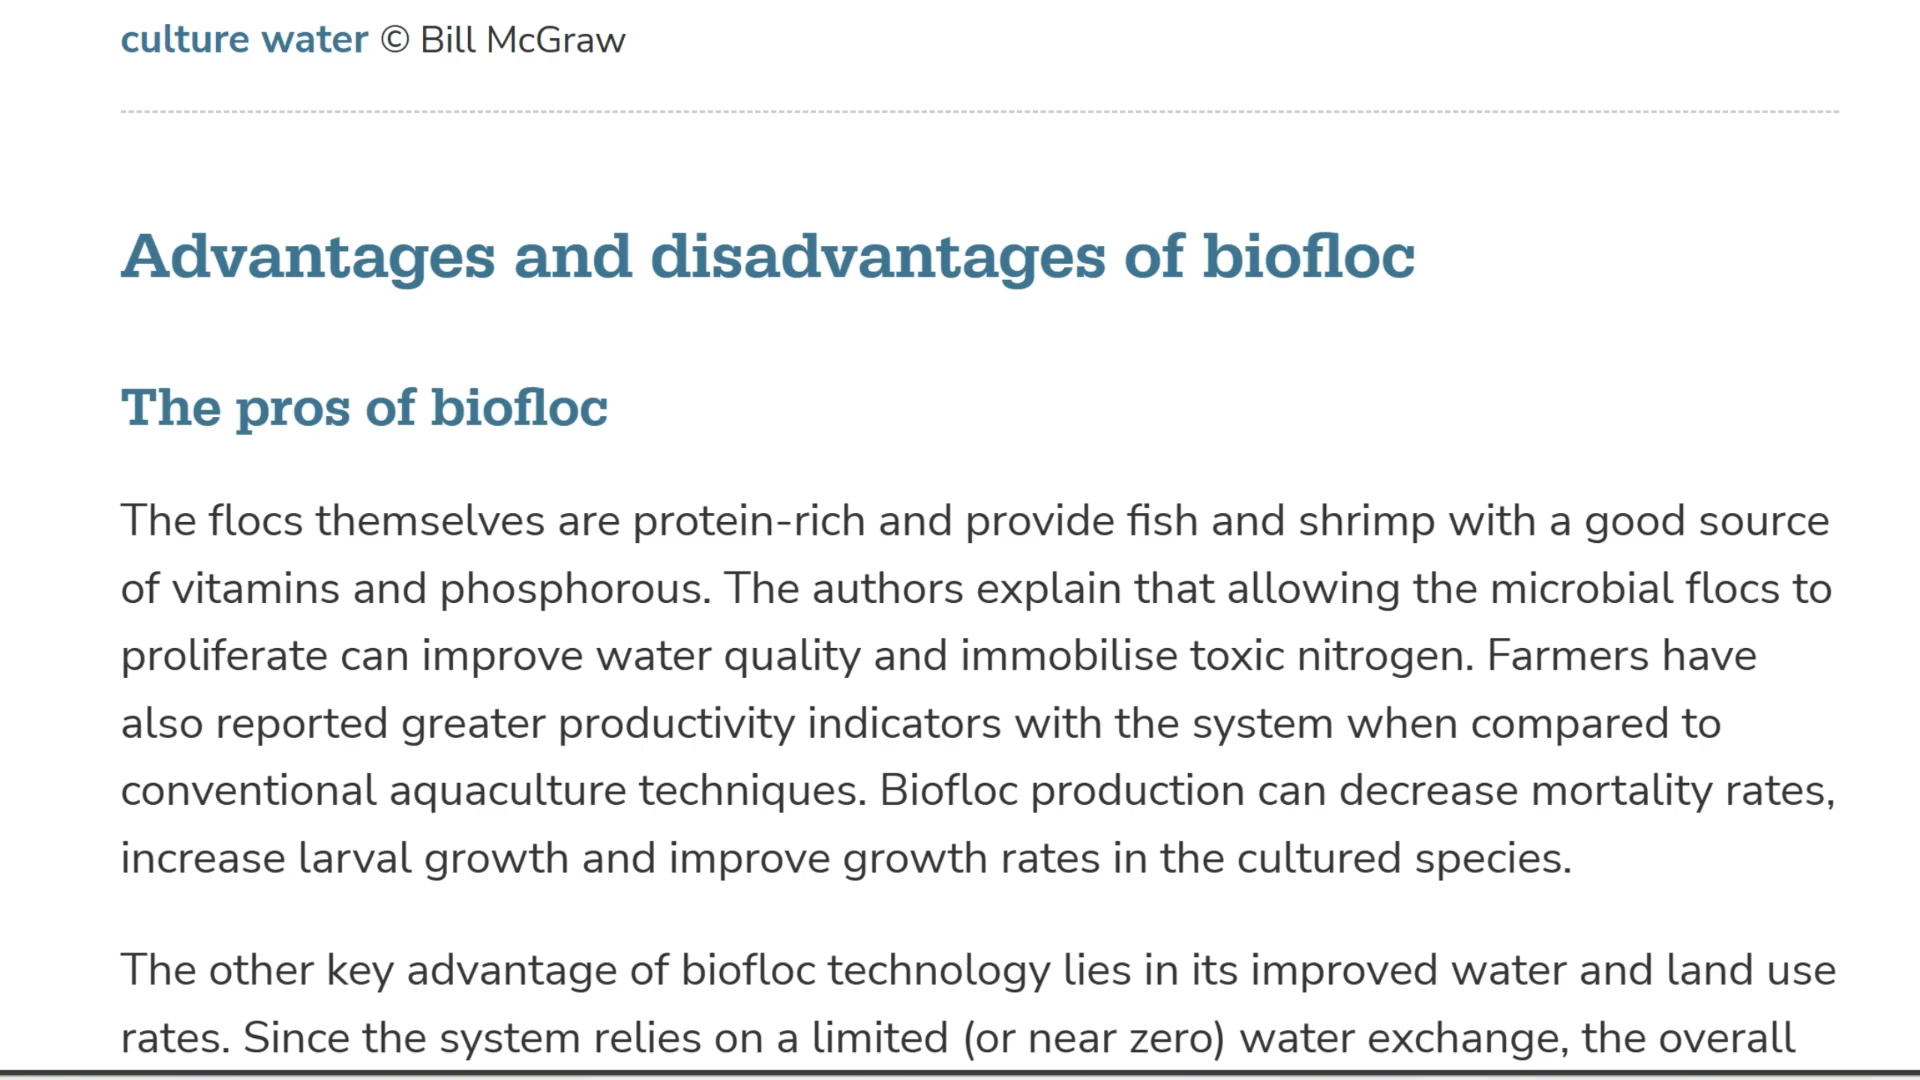 culture water © Bill McGraw
Advantages and disadvantages of biofloc
The pros of biofloc
The flocs themselves are protein-rich and provide fish and shrimp with a good source
of vitamins and phosphorous. The authors explain that allowing the microbial flocs to
proliferate can improve water quality and immobilise toxic nitrogen. Farmers have
also reported greater productivity indicators with the system when compared to
conventional aquaculture techniques. Biofloc production can decrease mortality rates,
increase larval growth and improve growth rates in the cultured species.
The other key advantage of biofloc technology lies in its improved water and land use
rates. Since the system relies on a limited (or near zero) water exchange, the overall